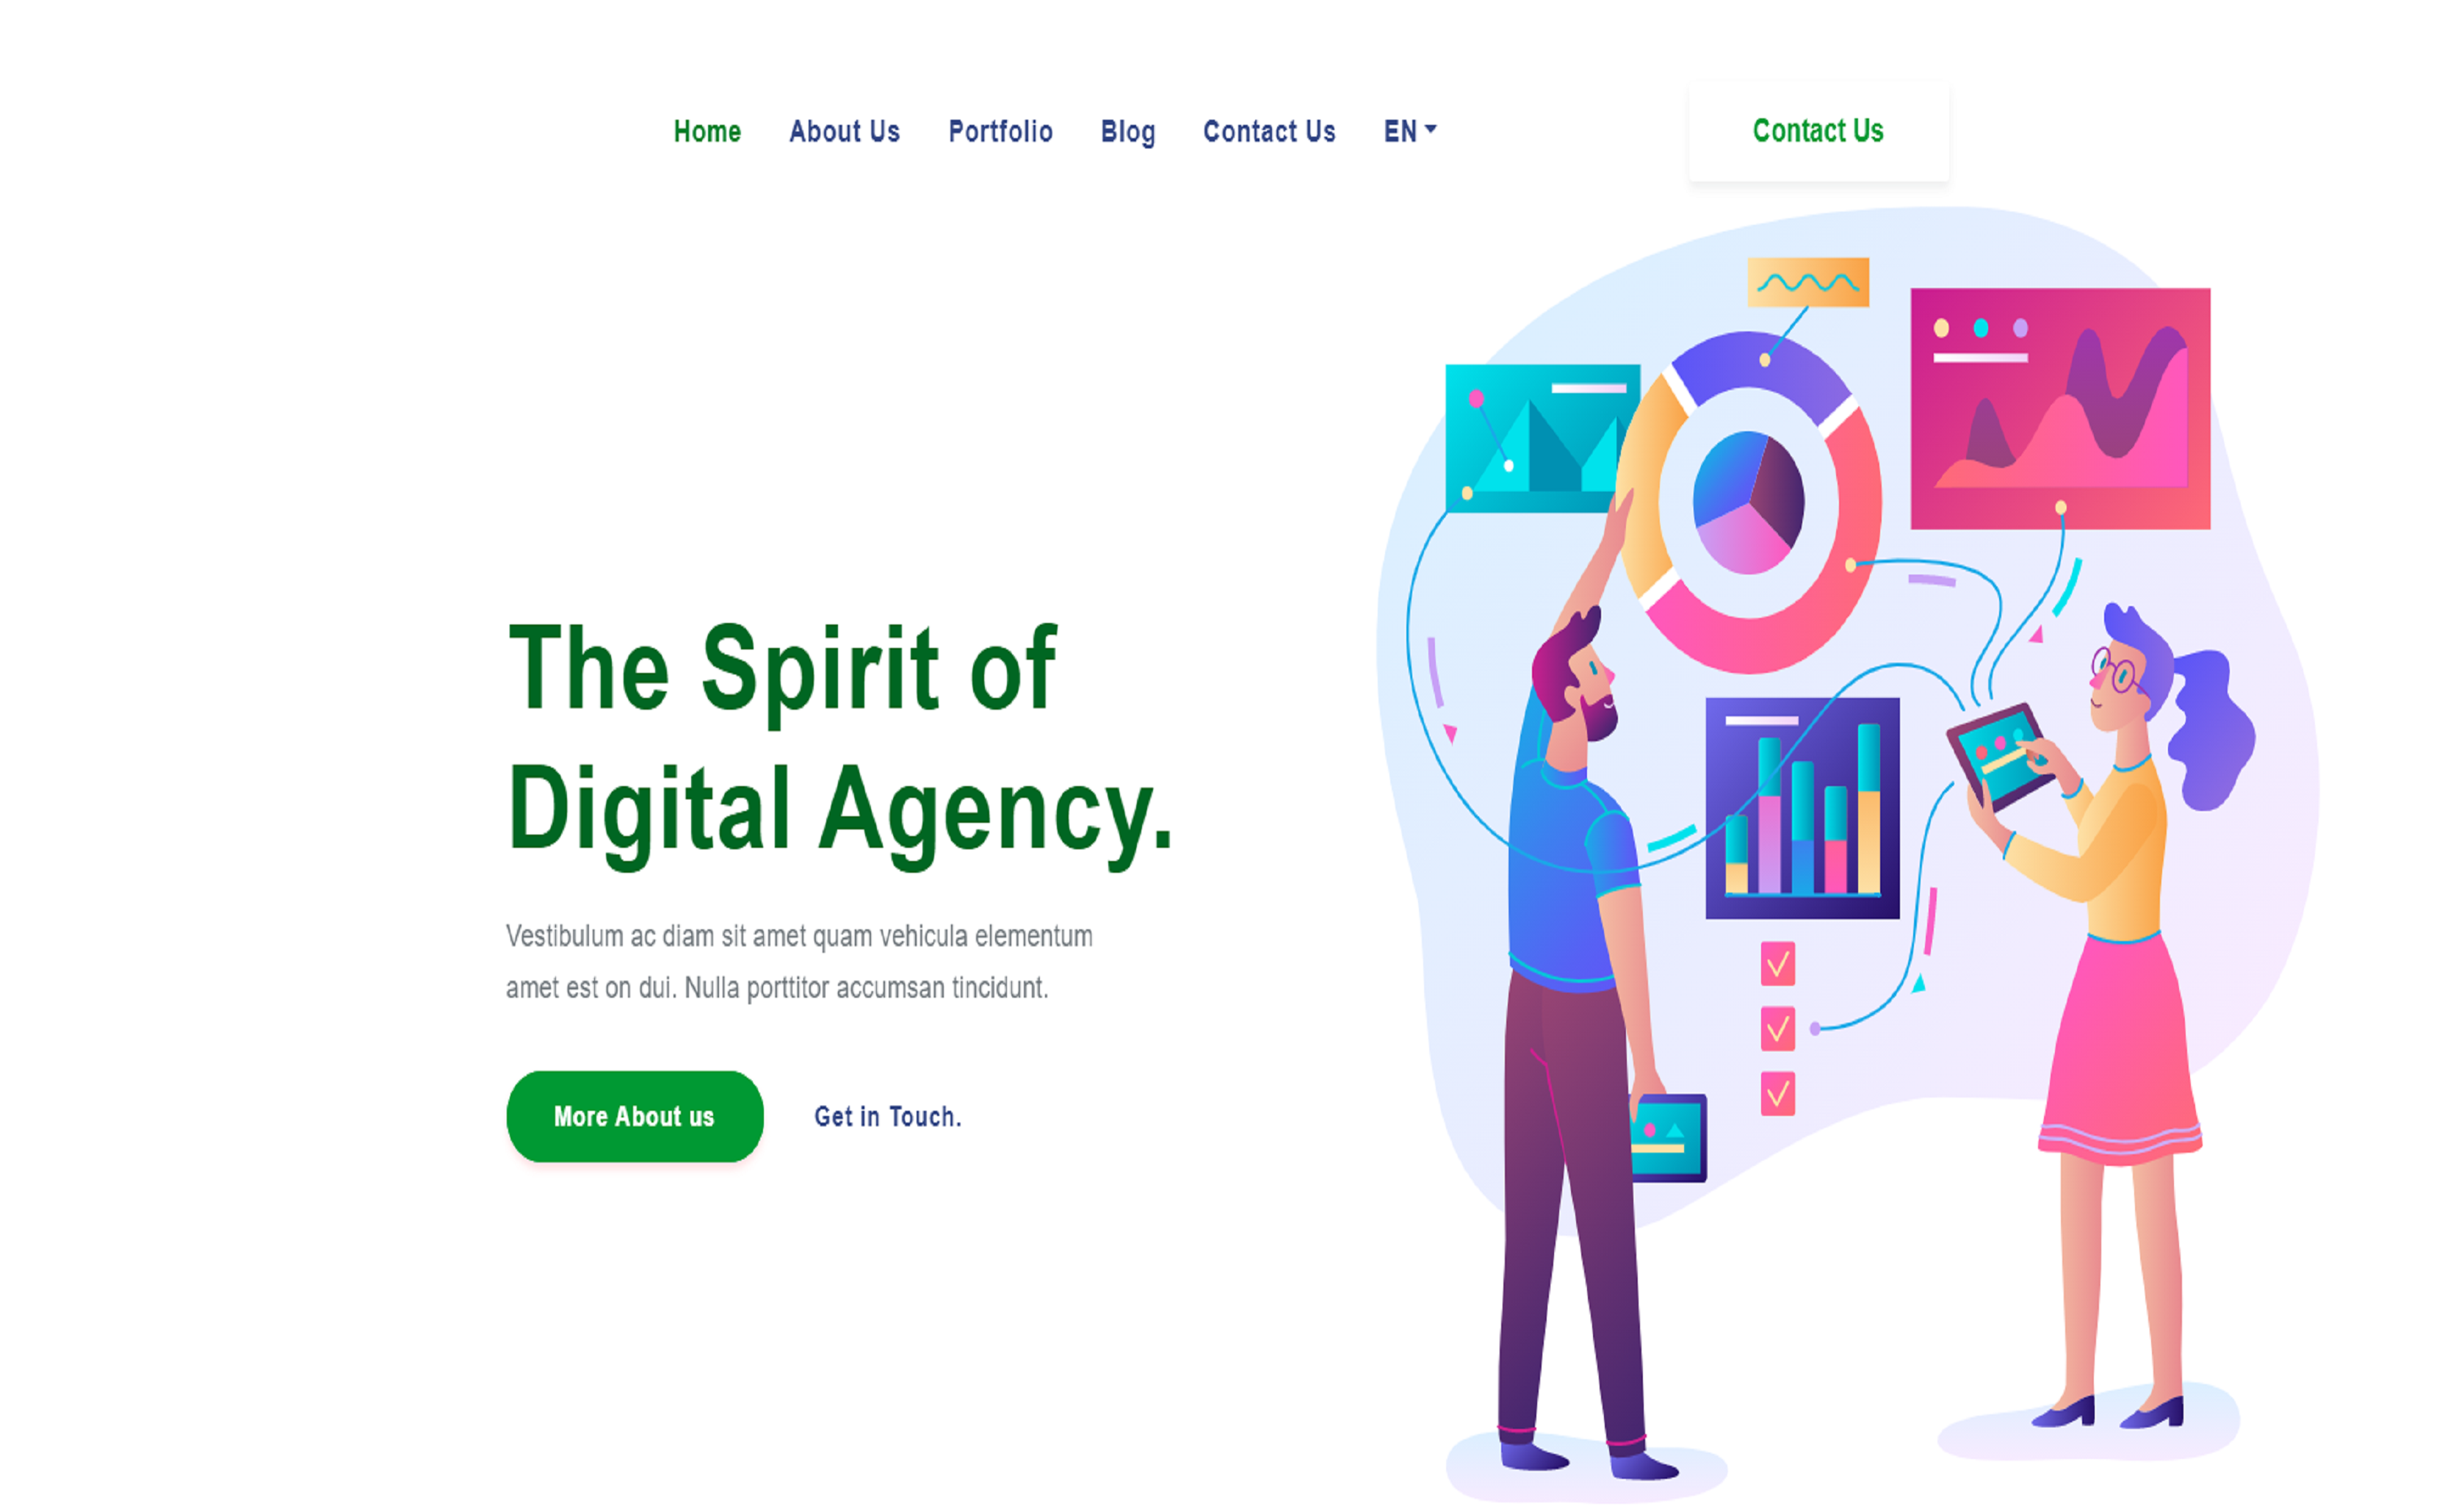 Home About Us Portfolio Blog Contact Us EN Contact Us
The Spirit of
Digital Agency.
Vestibulum ac diam sit amet quam vehicula elementum
amet est on dui. Nulla porttitor accumsan tincidunt.
More About us Get in Touch.